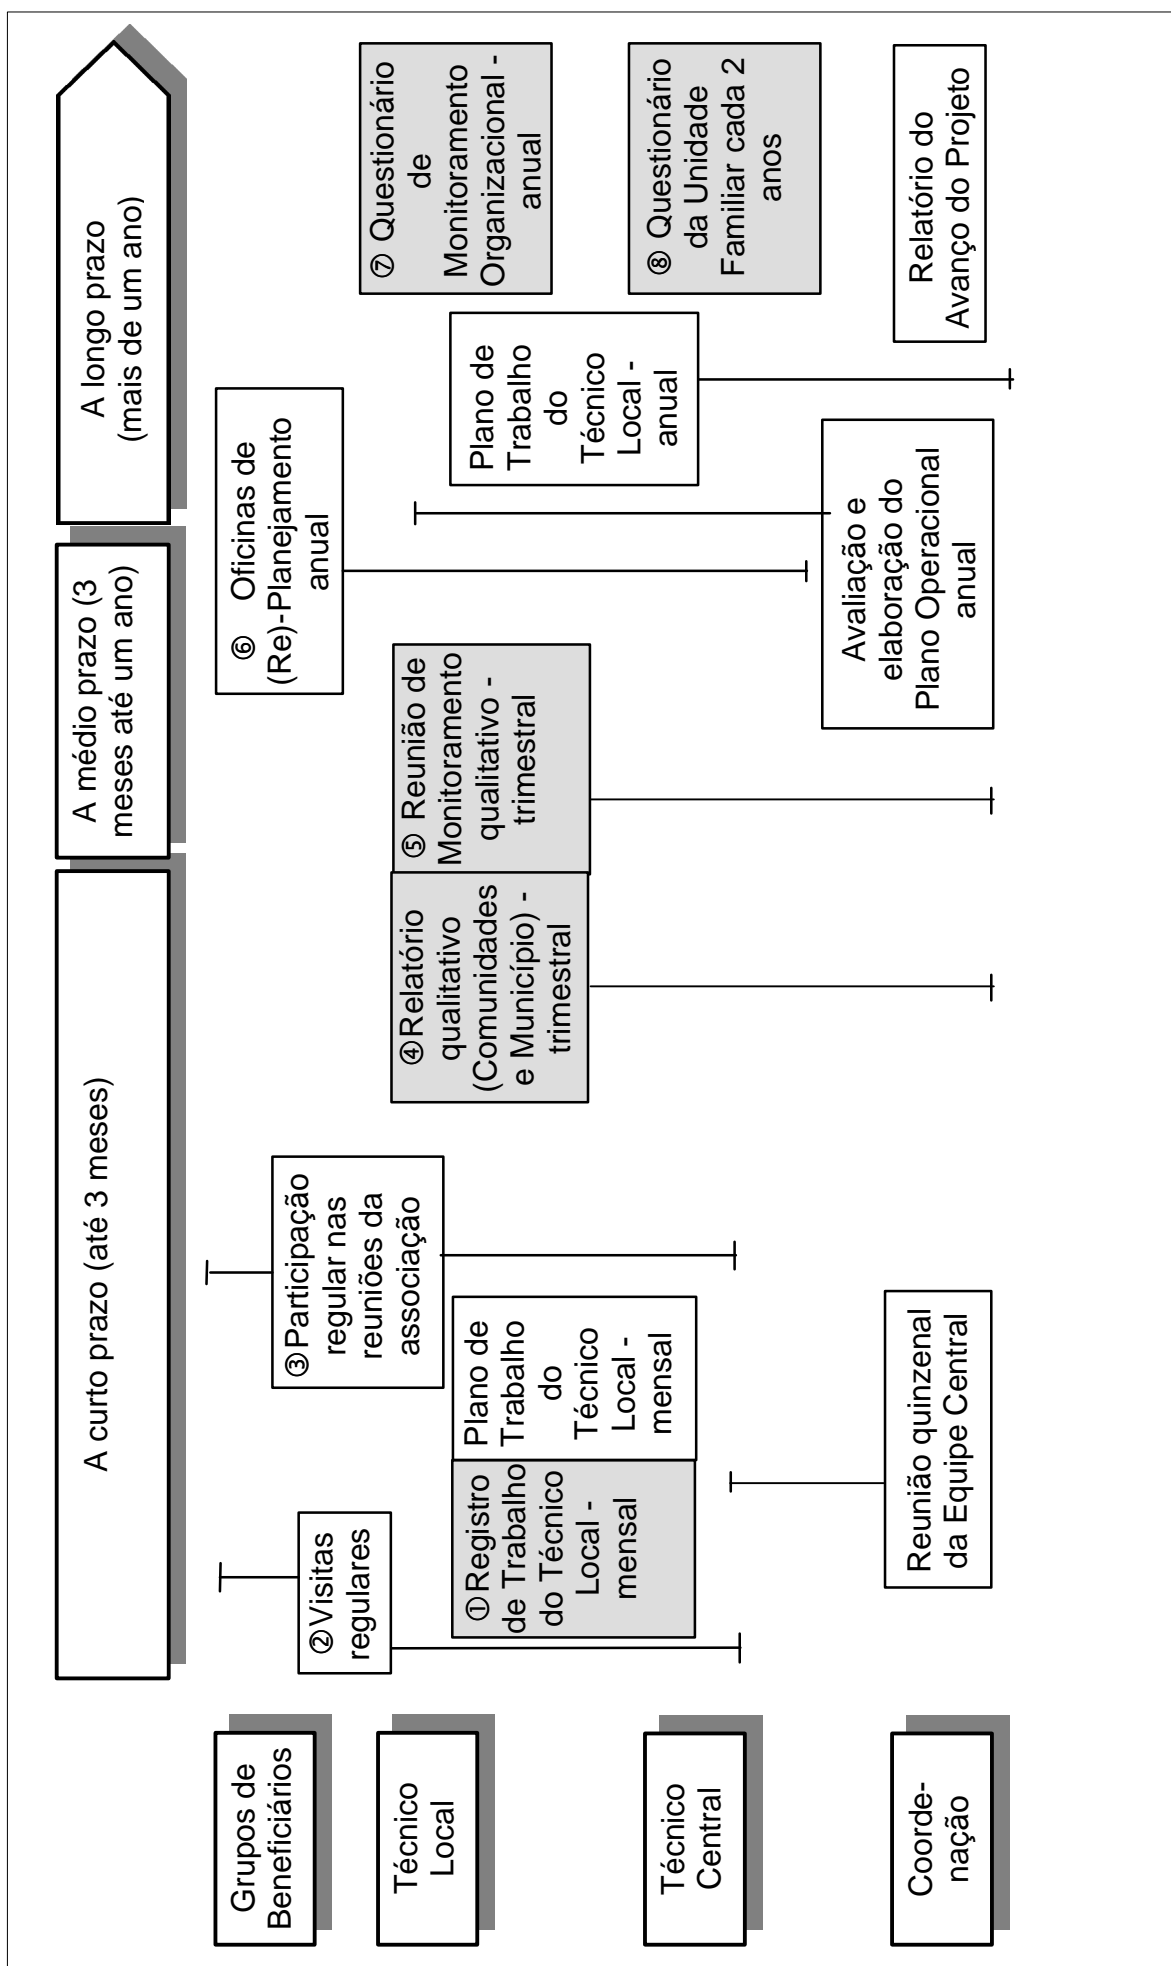 A curto prazo (até 3 meses)
A médio prazo (3
meses até um ano)
A longo prazo
(mais de um ano)
Grupos de
Beneficiários
Técnico
Local
Técnico
Central
Coorde-
nação
②Visitas
regulares
①Registro
de Trabalho
do Técnico
Local -
mensal
Plano de
Trabalho
do
Técnico
Local -
mensal
③Participação
regular nas
reuniões da
associação
Reunião quinzenal
da Equipe Central
④Relatório
qualitativo
(Comunidades
e Município) -
trimestral
⑤ Reunião de
Monitoramento
qualitativo -
trimestral
⑥ Oficinas de
(Re)-Planejamento
anual
Avaliação e
elaboração do
Plano Operacional
anual
Plano de
Trabalho
do
Técnico
Local -
anual
⑦ Questionário
de
Monitoramento
Organizacional -
anual
⑧ Questionário
da Unidade
Familiar cada 2
anos
Relatório do
Avanço do Projeto